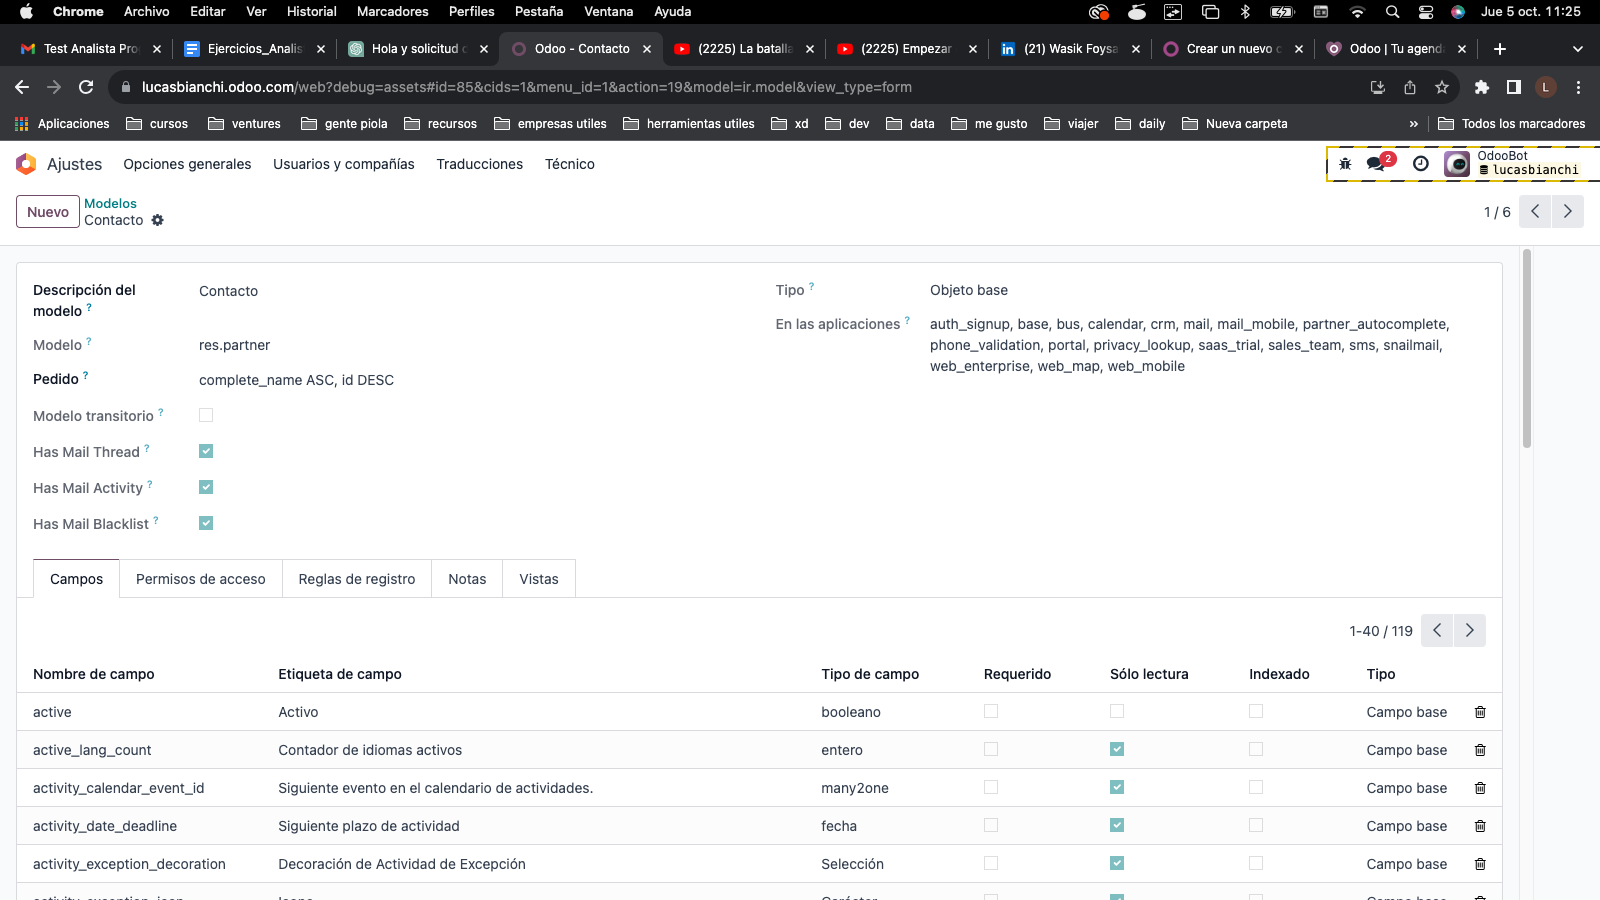 Chrome Archivo Editar Ver Historial Marcadores Perfiles Pestaña Ventana Ayuda Jue 5 oct. 11:25
Test Analista Pro Ejercicios_Analis Hola y solicitud Odoo - Contacto (2225) La batalla (2225) Empezar (21) Wasik Foysa Crear un nuevo Odoo | Tu agenda
lucasbianchi.odoo.com/web?debug=assets#id=85&cids=1&menu_id=1&action=19&model=ir.model&view_type=form L
Aplicaciones cursos ventures gente piola recursos empresas utiles herramientas utiles xd dev data me gusto viajer daily Nueva carpeta » Todos los marcadores
Ajustes Opciones generales Usuarios y compañías Traducciones Técnico 2 OdooBot
lucasbianchi
Nuevo Modelos
Contacto 1 / 6
Descripción del modelo ? Contacto Tipo ? Objeto base
Modelo ? res.partner En las aplicaciones ? auth_signup, base, bus, calendar, crm, mail, mail_mobile, partner_autocomplete,
phone_validation, portal, privacy_lookup, saas_trial, sales_team, sms, snailmail,
web_enterprise, web_map, web_mobile
Pedido ? complete_name ASC, id DESC
Modelo transitorio ?
Has Mail Thread ?
Has Mail Activity ?
Has Mail Blacklist ?
Campos Permisos de acceso Reglas de registro Notas Vistas
1-40 / 119
Nombre de campo Etiqueta de campo Tipo de campo Requerido Sólo lectura Indexado Tipo
active Activo booleano Campo base
active_lang_count Contador de idiomas activos entero Campo base
activity_calendar_event_id Siguiente evento en el calendario de actividades. many2one Campo base
activity_date_deadline Siguiente plazo de actividad fecha Campo base
activity_exception_decoration Decoración de Actividad de Excepción Selección Campo base